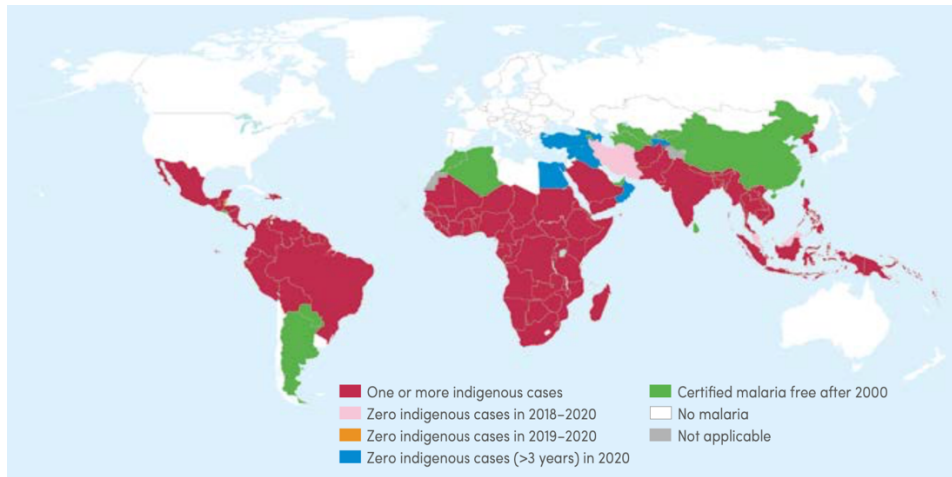 One or more indigenous cases
Zero indigenous cases in 2018–2020
Zero indigenous cases in 2019–2020
Zero indigenous cases (>3 years) in 2020
Certified malaria free after 2000
No malaria
Not applicable